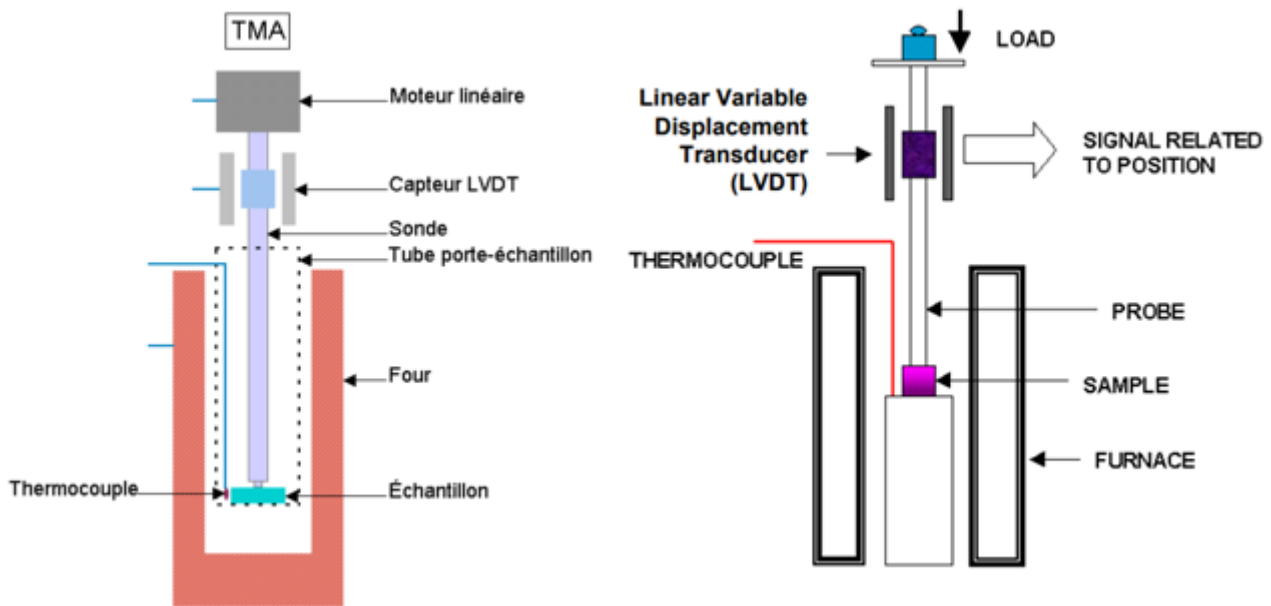 TMA
Moteur linéaire
Capteur LVDT
Sonde
Tube porte-échantillon
Four
Thermocouple
Échantillon
LOAD
Linear Variable
Displacement
Transducer
(LVDT)
SIGNAL RELATED
TO POSITION
THERMOCOUPLE
PROBE
SAMPLE
FURNACE